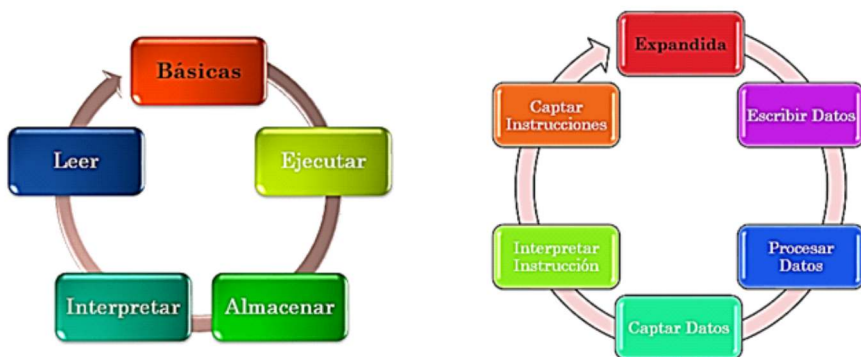 Básicas
Ejecutar
Almacenar
Interpretar
Leer
Expandida
Escribir Datos
Procesar
Datos
Captar Datos
Interpretar
Instrucción
Captar
Instrucciones